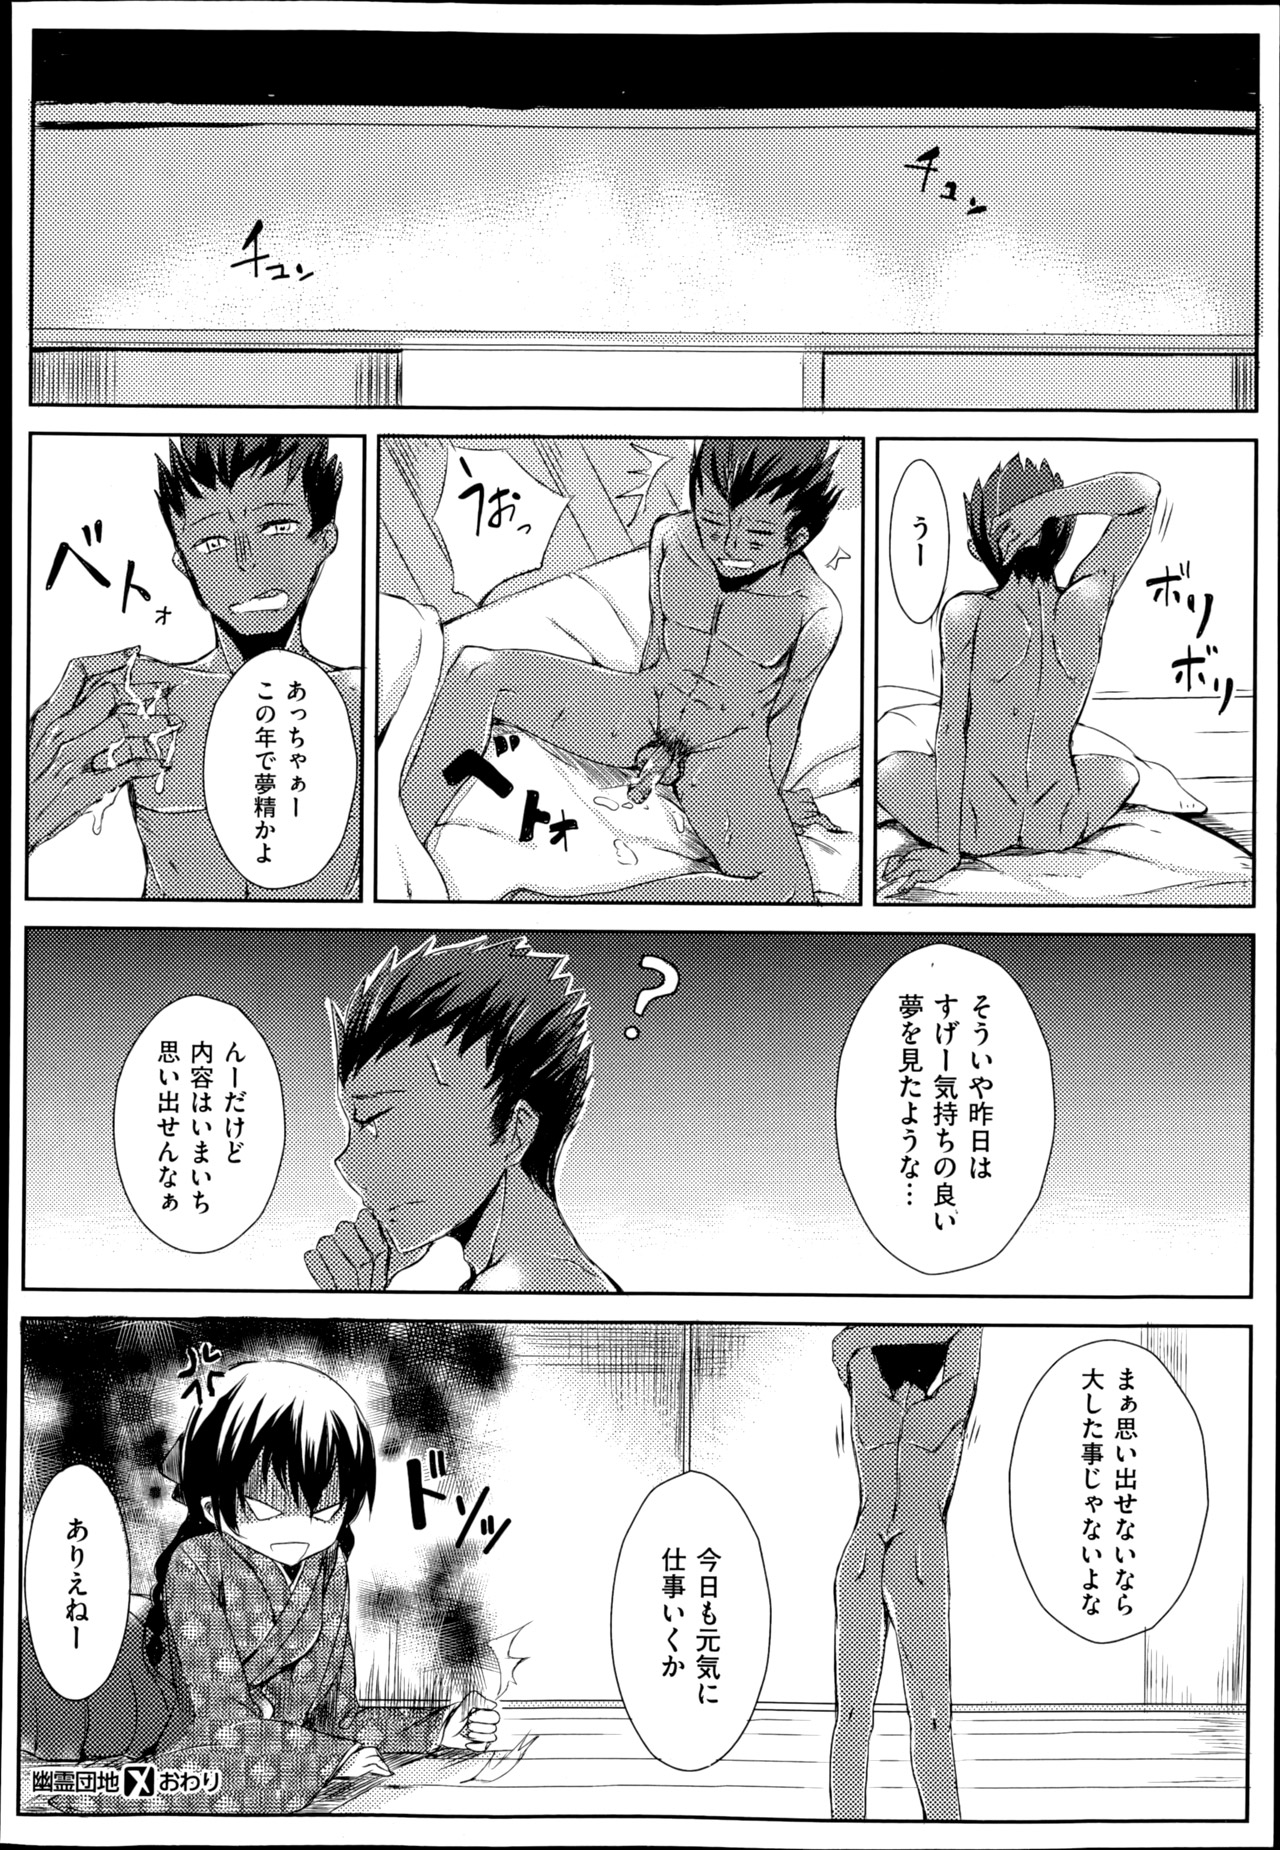 チュン
チュン
うー
ボリ
ボリ
うおっ
ベトォ
あっちゃぁー
この年で夢精かよ
ベトォ
そういや昨日は
すげー気持ちの良い
夢を見たような…
？
んーだけど
内容はいまいち
思い出せんなぁ
まぁ思い出せないなら
大した事じゃないよな
今日も元気に
仕事いくか
ドンッ
ありえねー
幽霊団地 X おわり